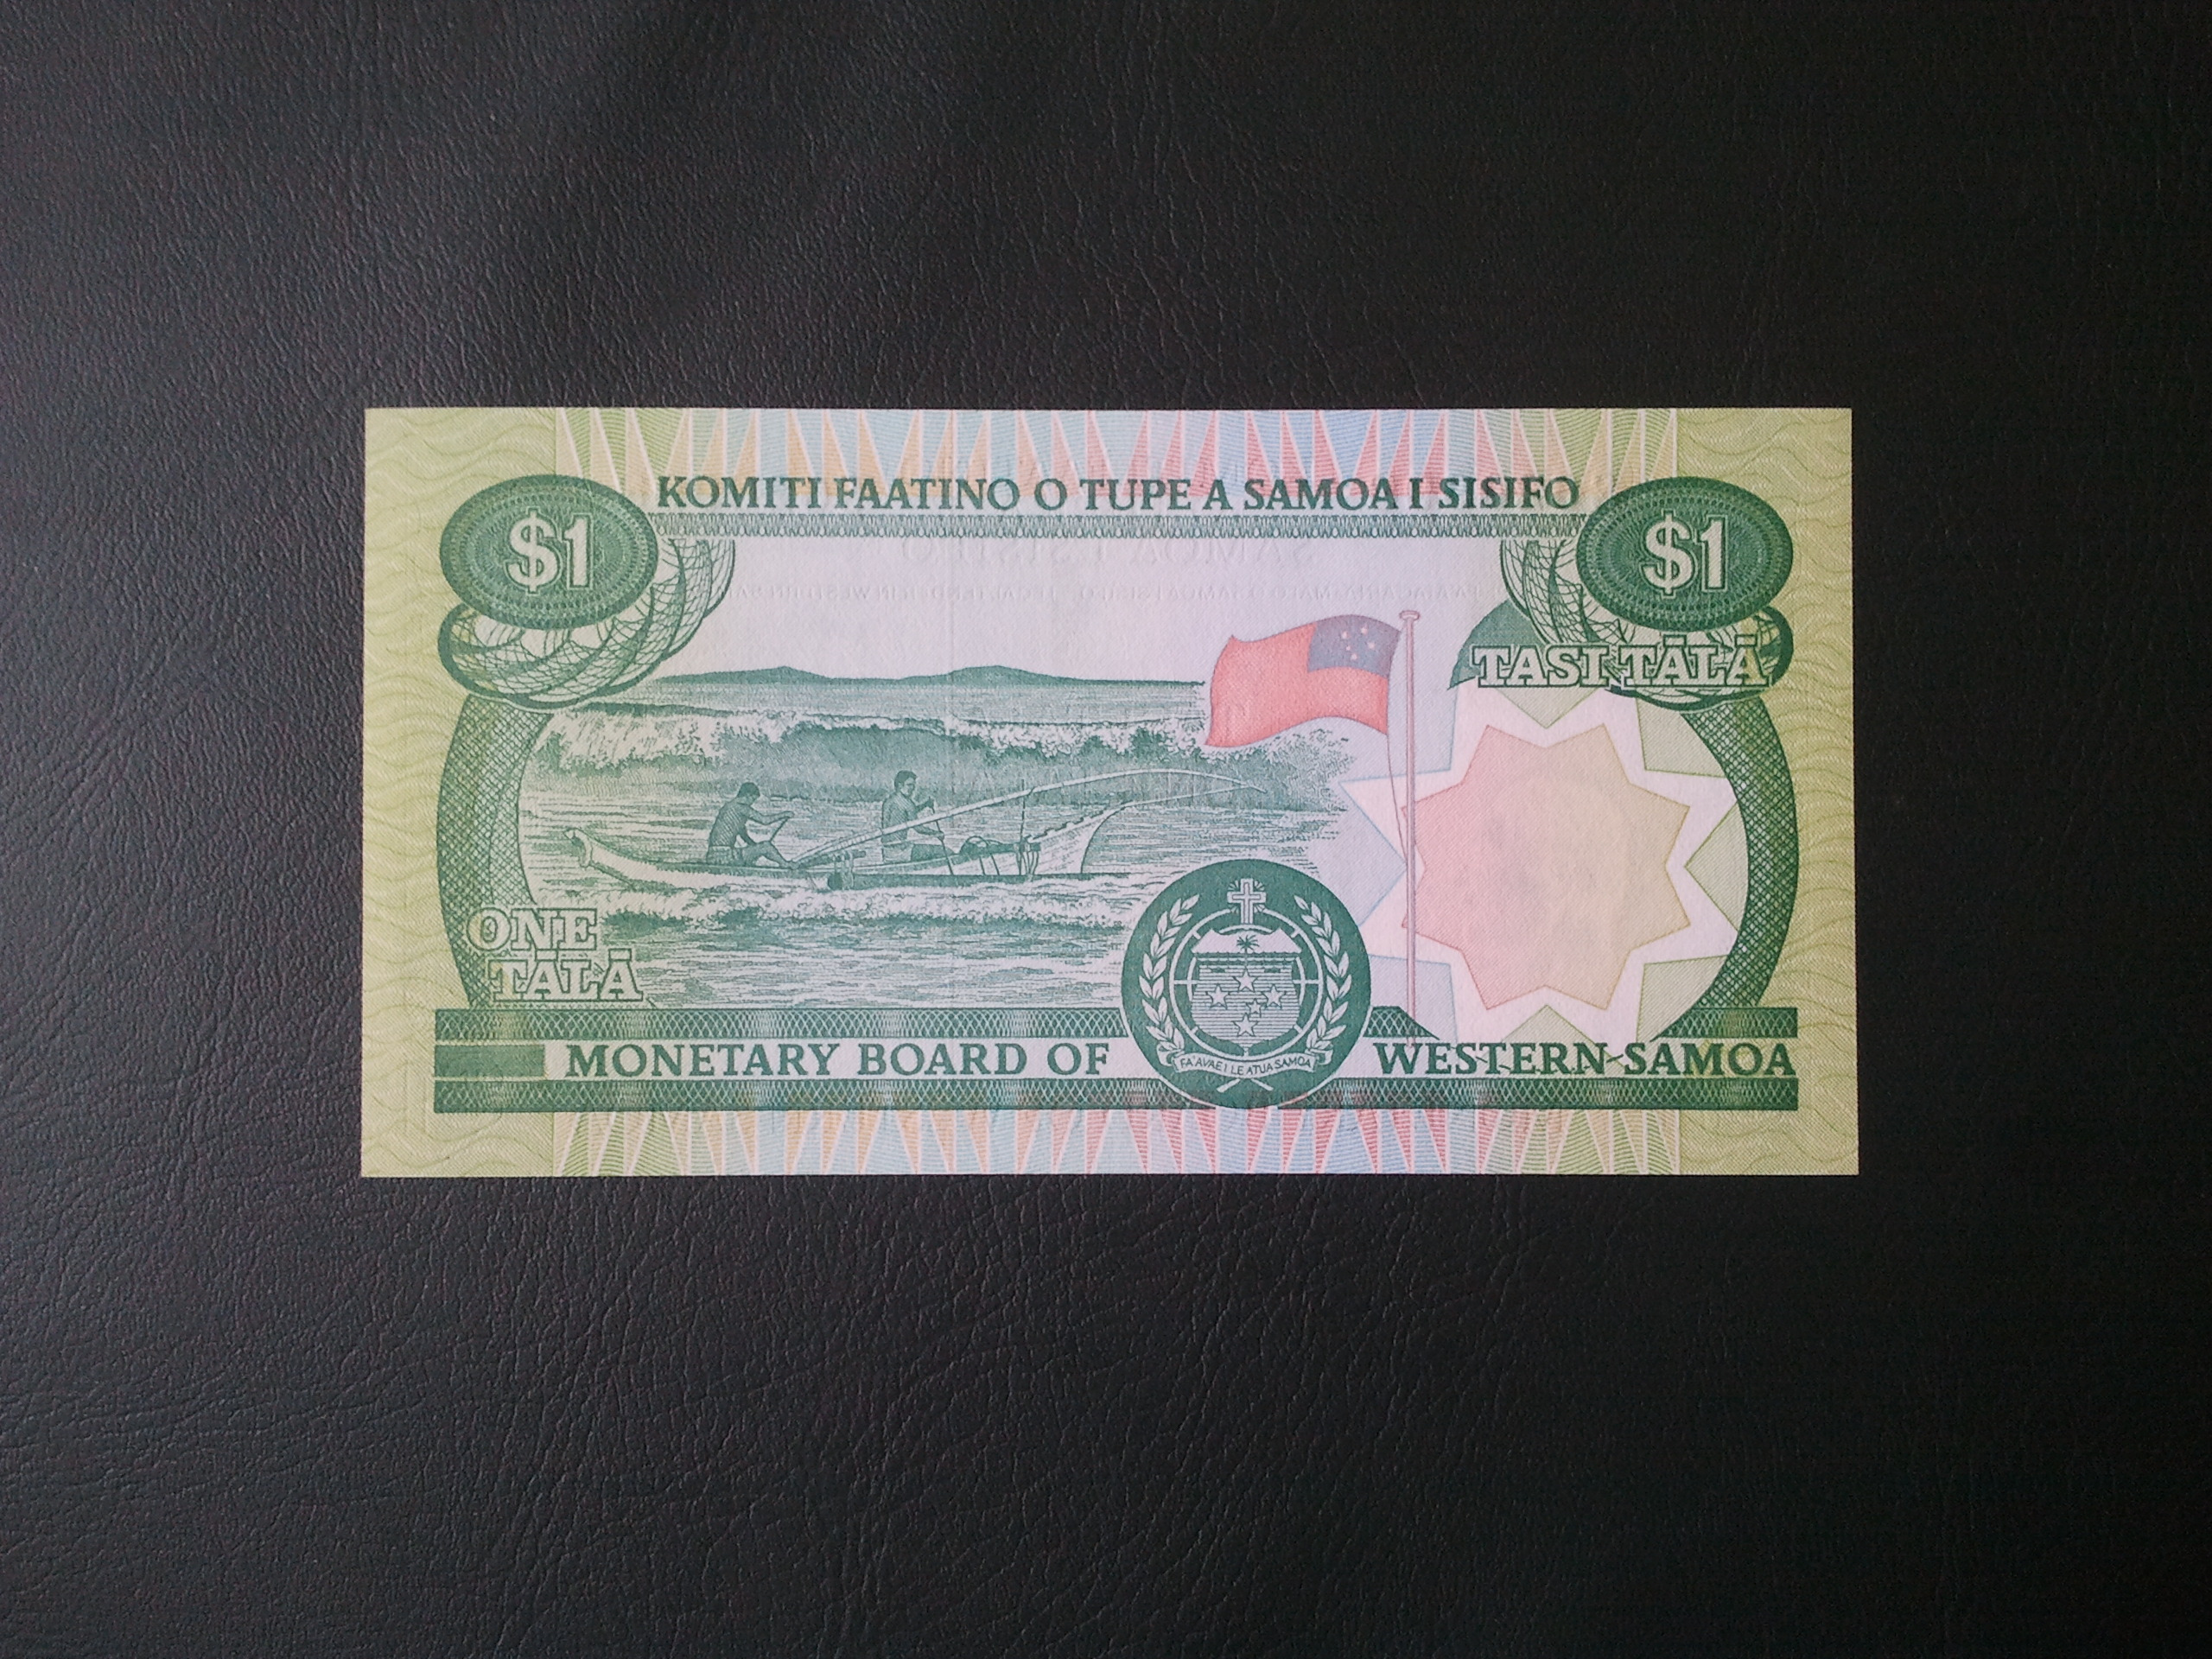 KOMITI FAATINO O TUPE A SAMOA I SISIFO
$1
$1
TASI TĀLĀ
ONE
TĀLĀ
FA'AVAE I LE ATUA SAMOA
MONETARY BOARD OF WESTERN SAMOA